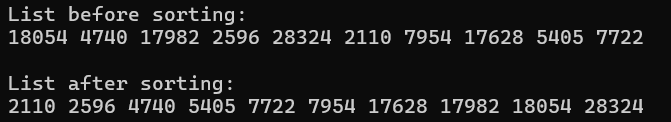 List before sorting:
18054 4740 17982 2596 28324 2110 7954 17628 5405 7722
List after sorting:
2110 2596 4740 5405 7722 7954 17628 17982 18054 28324